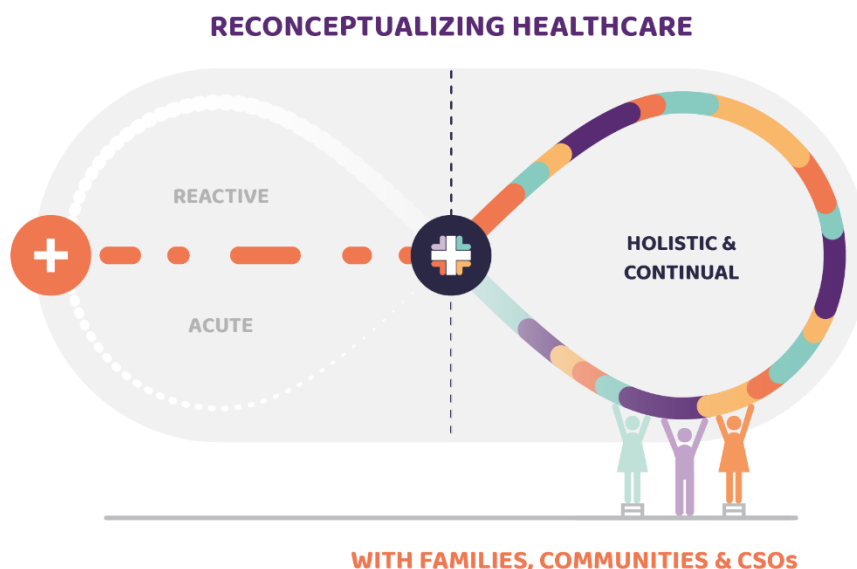 RECONCEPTUALIZING HEALTHCARE
REACTIVE
ACUTE
HOLISTIC &
CONTINUAL
WITH FAMILIES, COMMUNITIES & CSOs